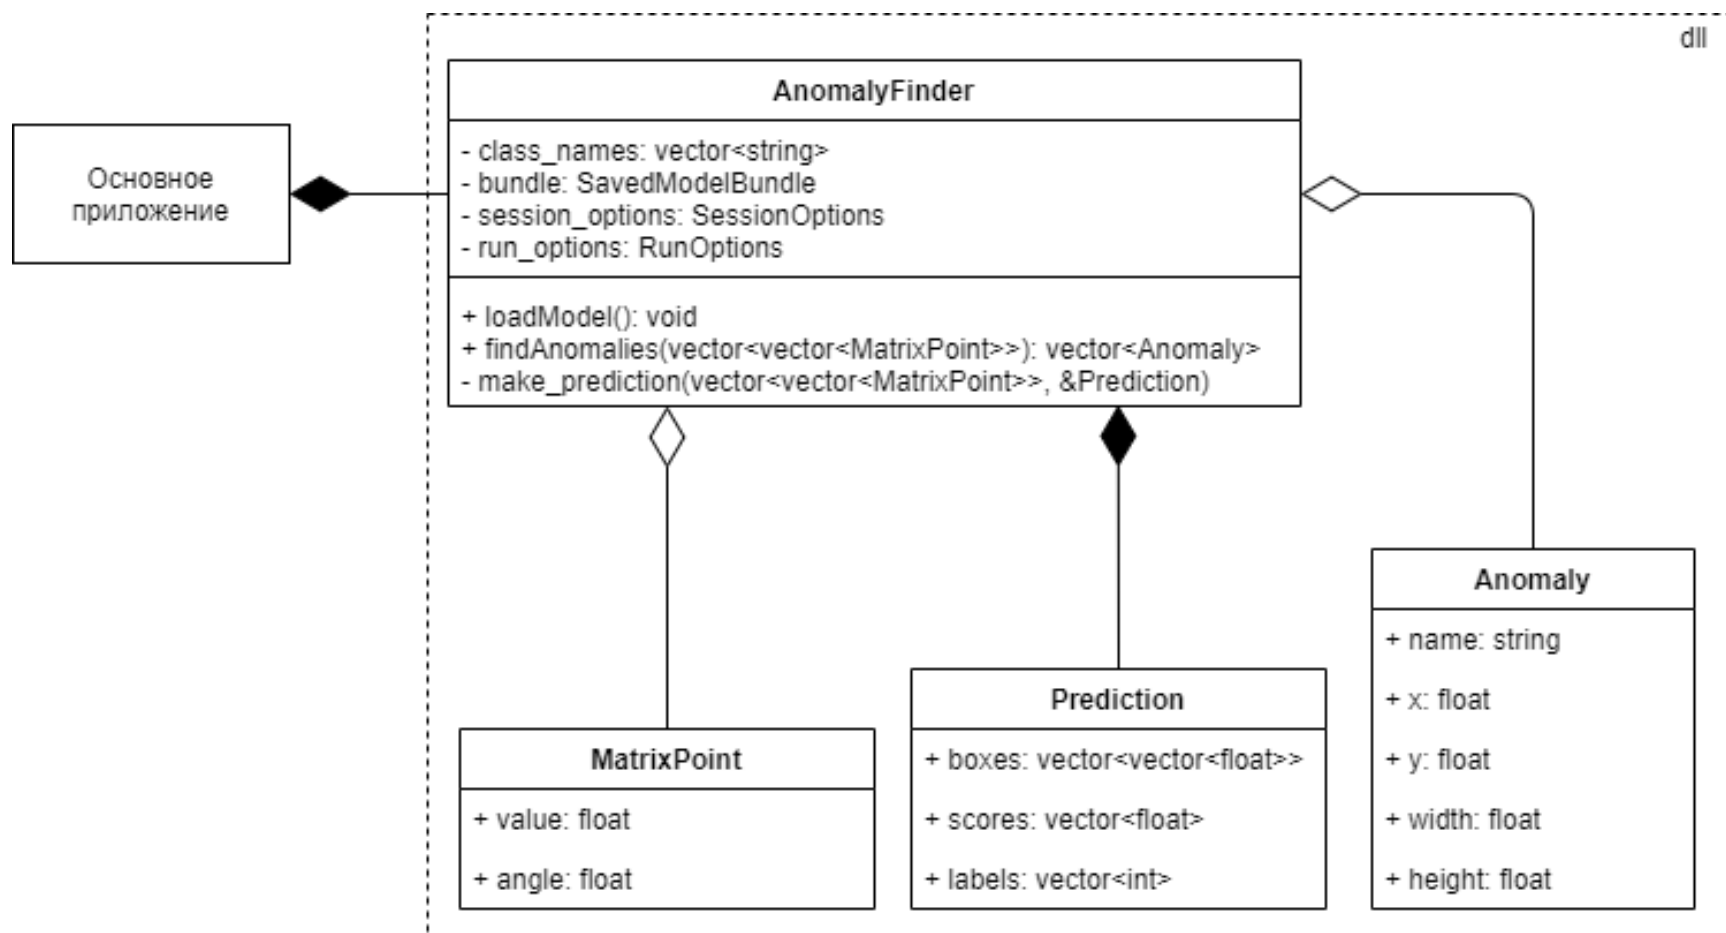 dll
Основное
приложение
AnomalyFinder
- class_names: vector<string>
- bundle: SavedModelBundle
- session_options: SessionOptions
- run_options: RunOptions
+ loadModel(): void
+ findAnomalies(vector<vector<MatrixPoint>>): vector<Anomaly>
- make_prediction(vector<vector<MatrixPoint>>, &Prediction)
MatrixPoint
+ value: float
+ angle: float
Prediction
+ boxes: vector<vector<float>>
+ scores: vector<float>
+ labels: vector<int>
Anomaly
+ name: string
+ x: float
+ y: float
+ width: float
+ height: float